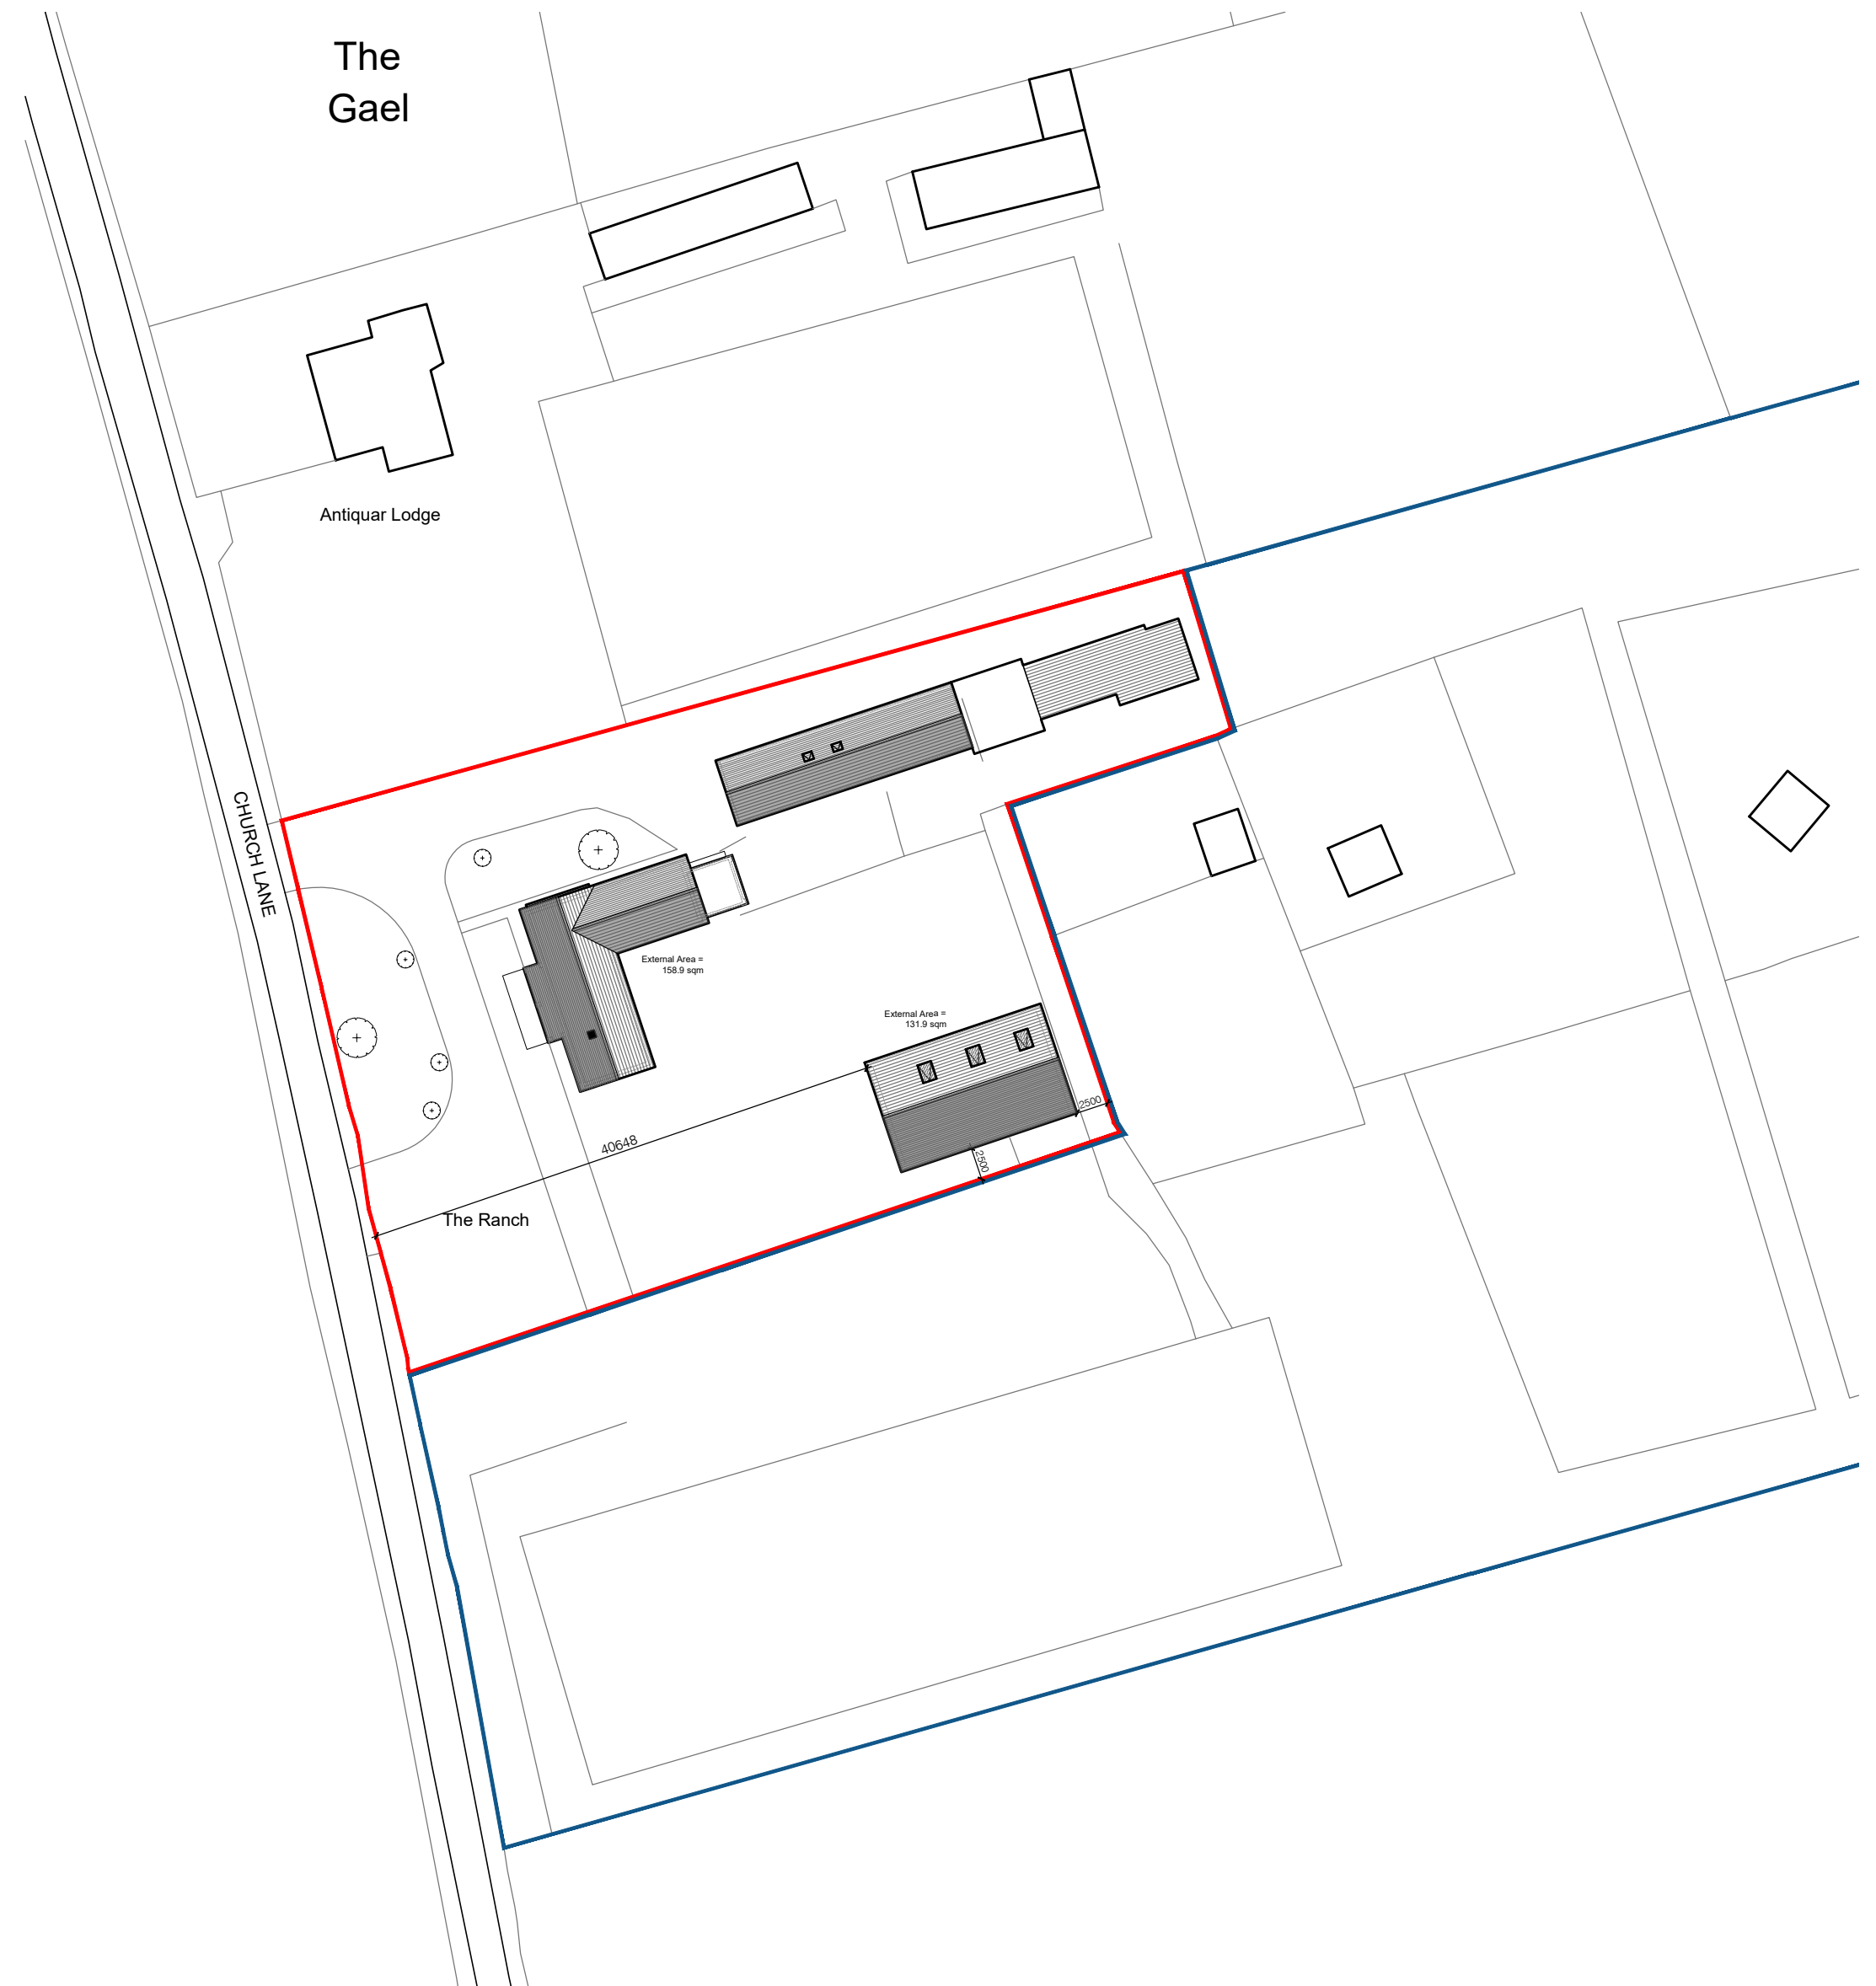 The
Gael
Antiquar Lodge
CHURCH LANE
External Area =
158.9 sqm
External Area =
131.9 sqm
2500
40648
2500
The Ranch